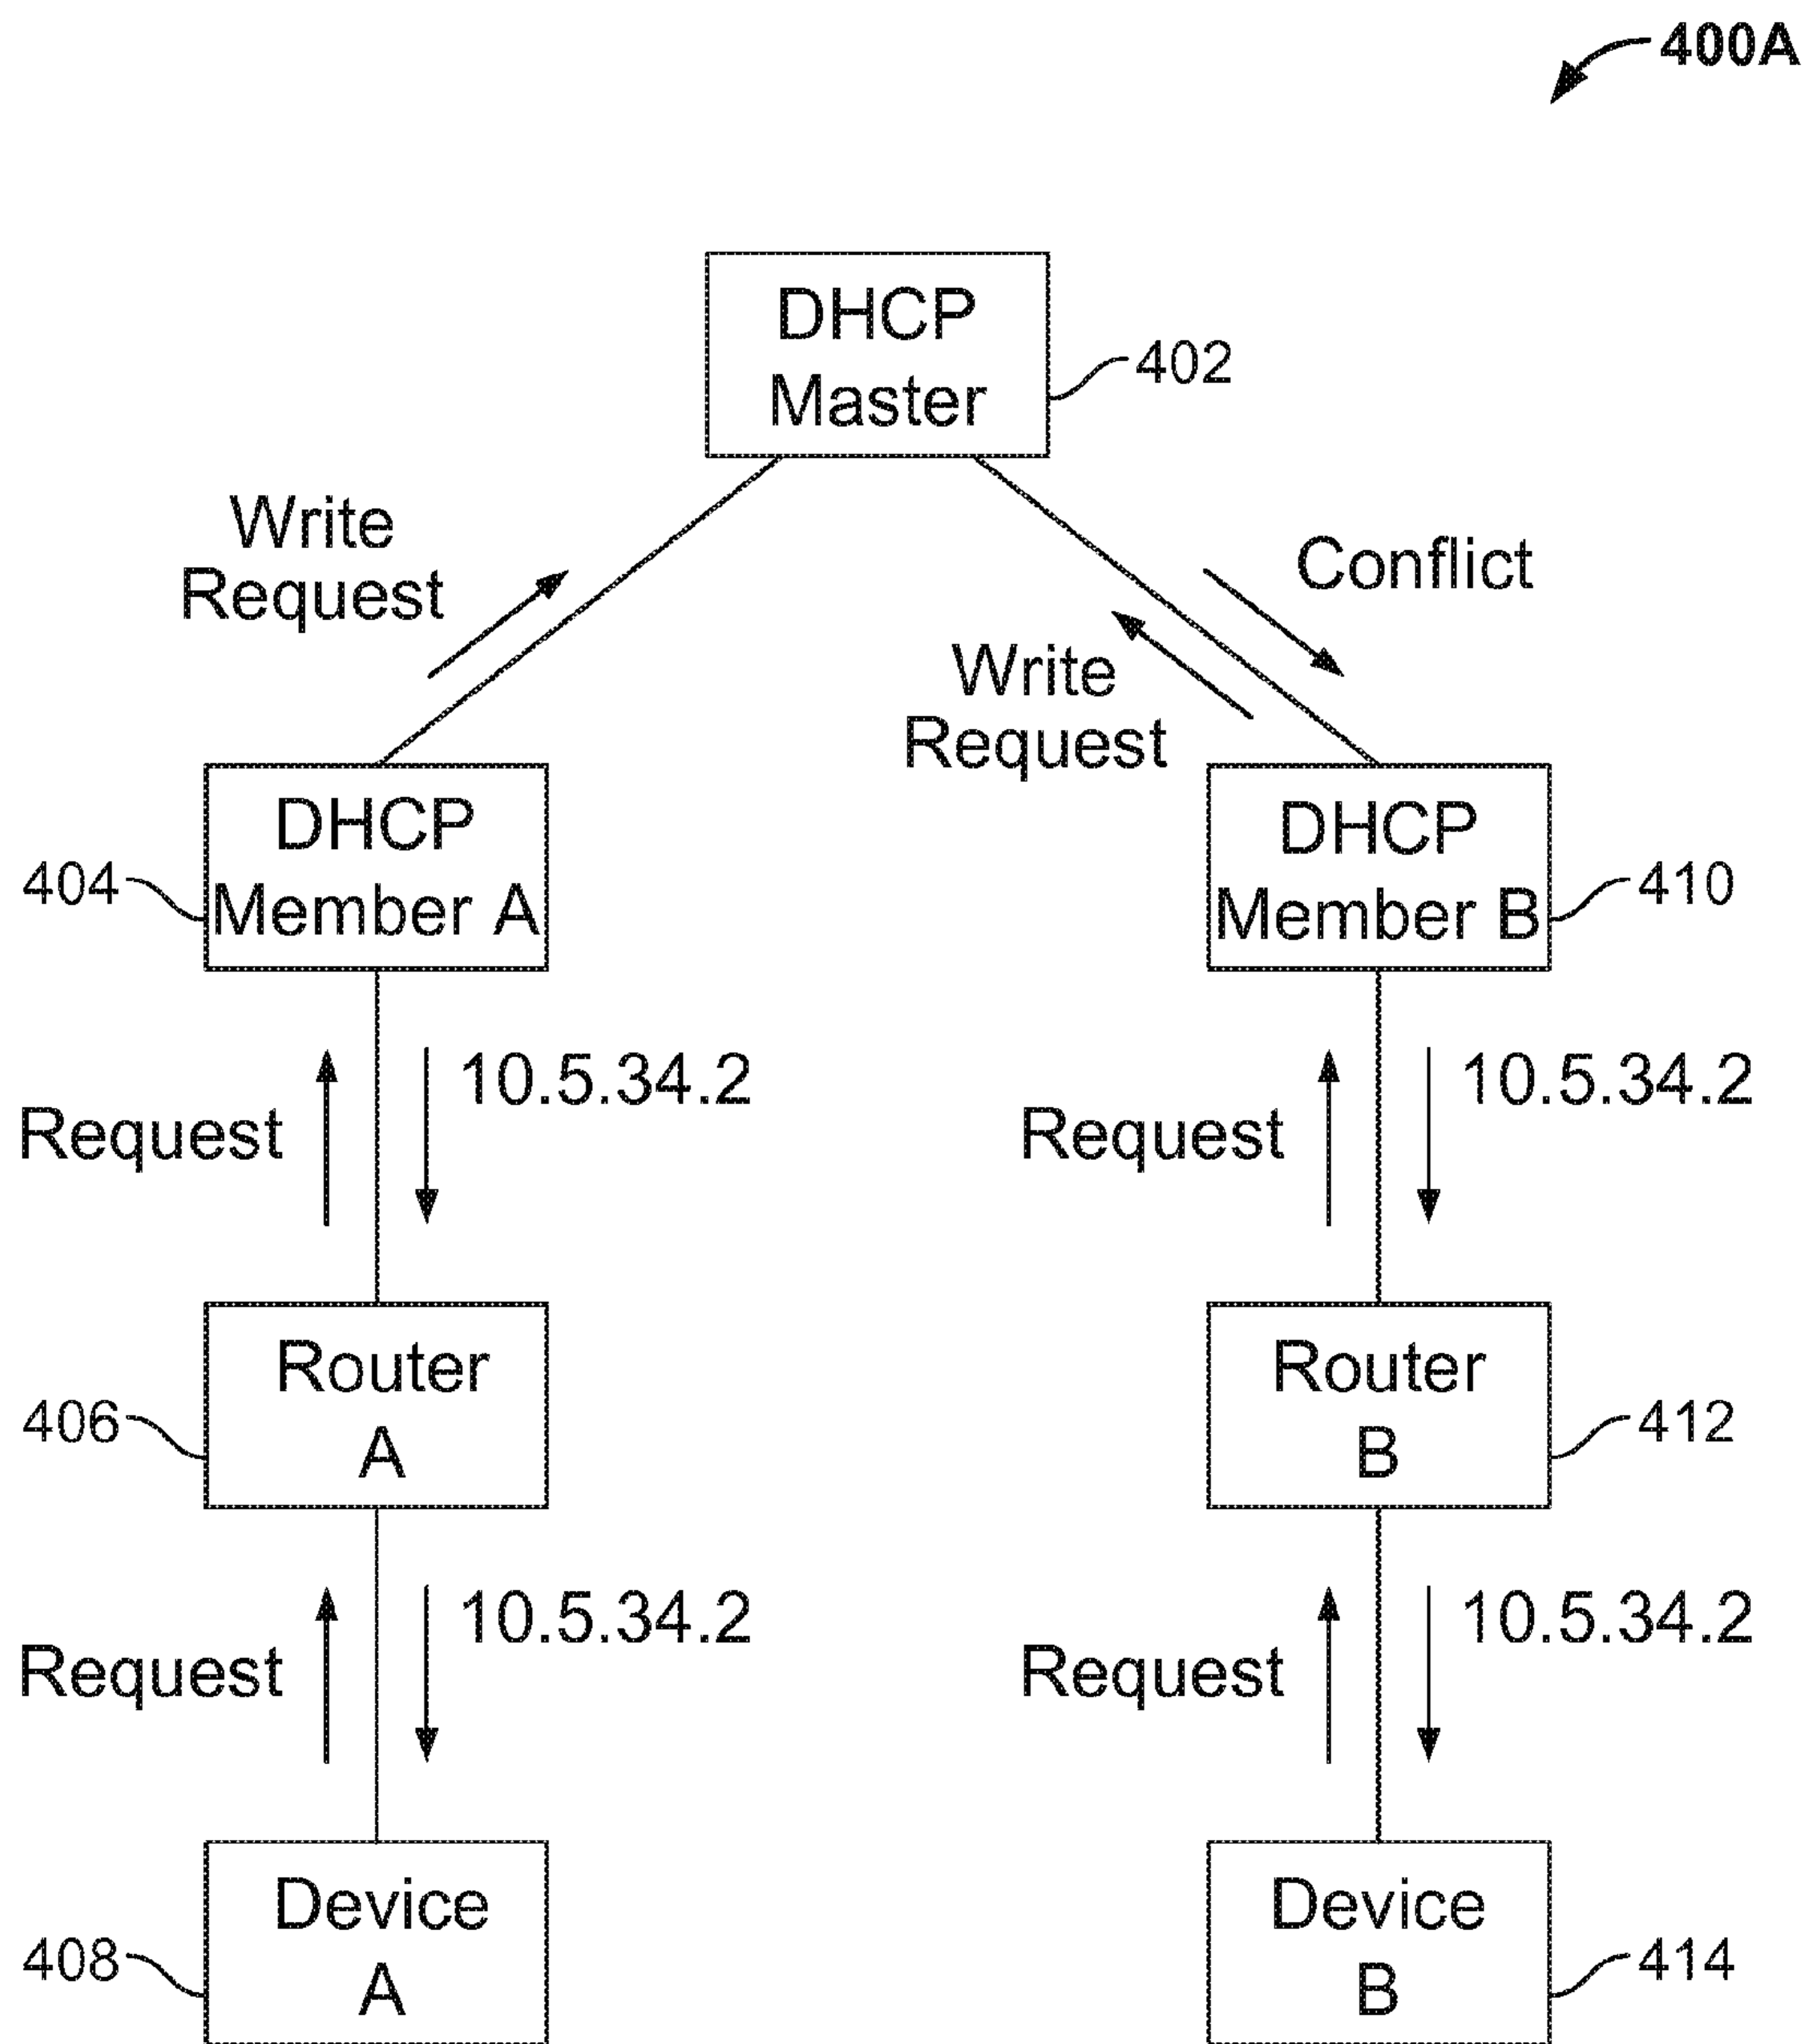 400A
DHCP
Master
402
Write
Request
Conflict
Write
Request
DHCP
Member A
404
DHCP
Member B
410
Request
10.5.34.2
Request
10.5.34.2
Router
A
406
Router
B
412
Request
10.5.34.2
Request
10.5.34.2
Device
A
408
Device
B
414